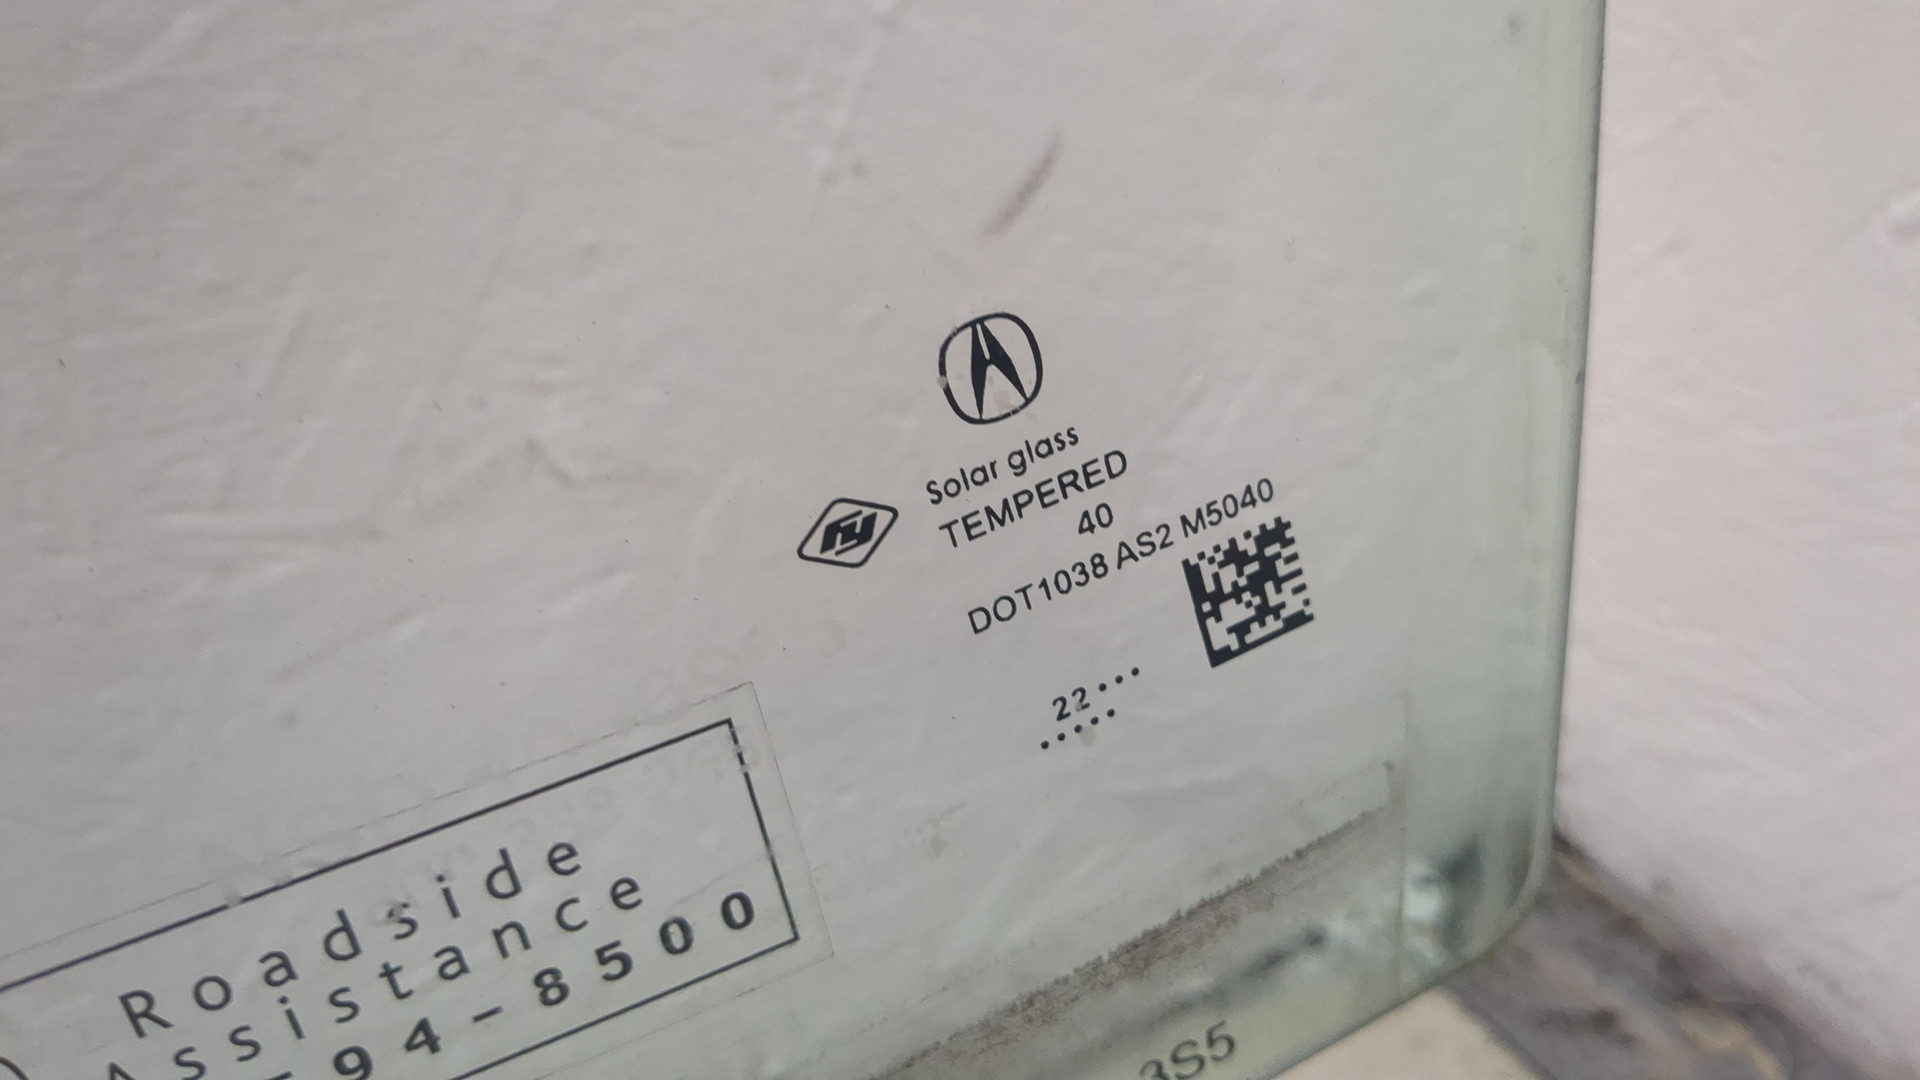 Solar glass
TEMPERED
40
DOT1038 AS2 M5040
22•••
•••••
Roadside
Assistance
94-8500
3S5